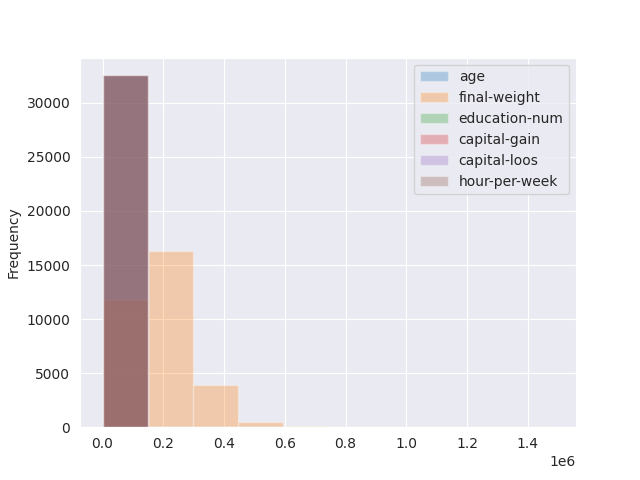 age
final-weight
education-num
capital-gain
capital-loos
hour-per-week
Frequency
30000
25000
20000
15000
10000
5000
0
0.0 0.2 0.4 0.6 0.8 1.0 1.2 1.4
1e6